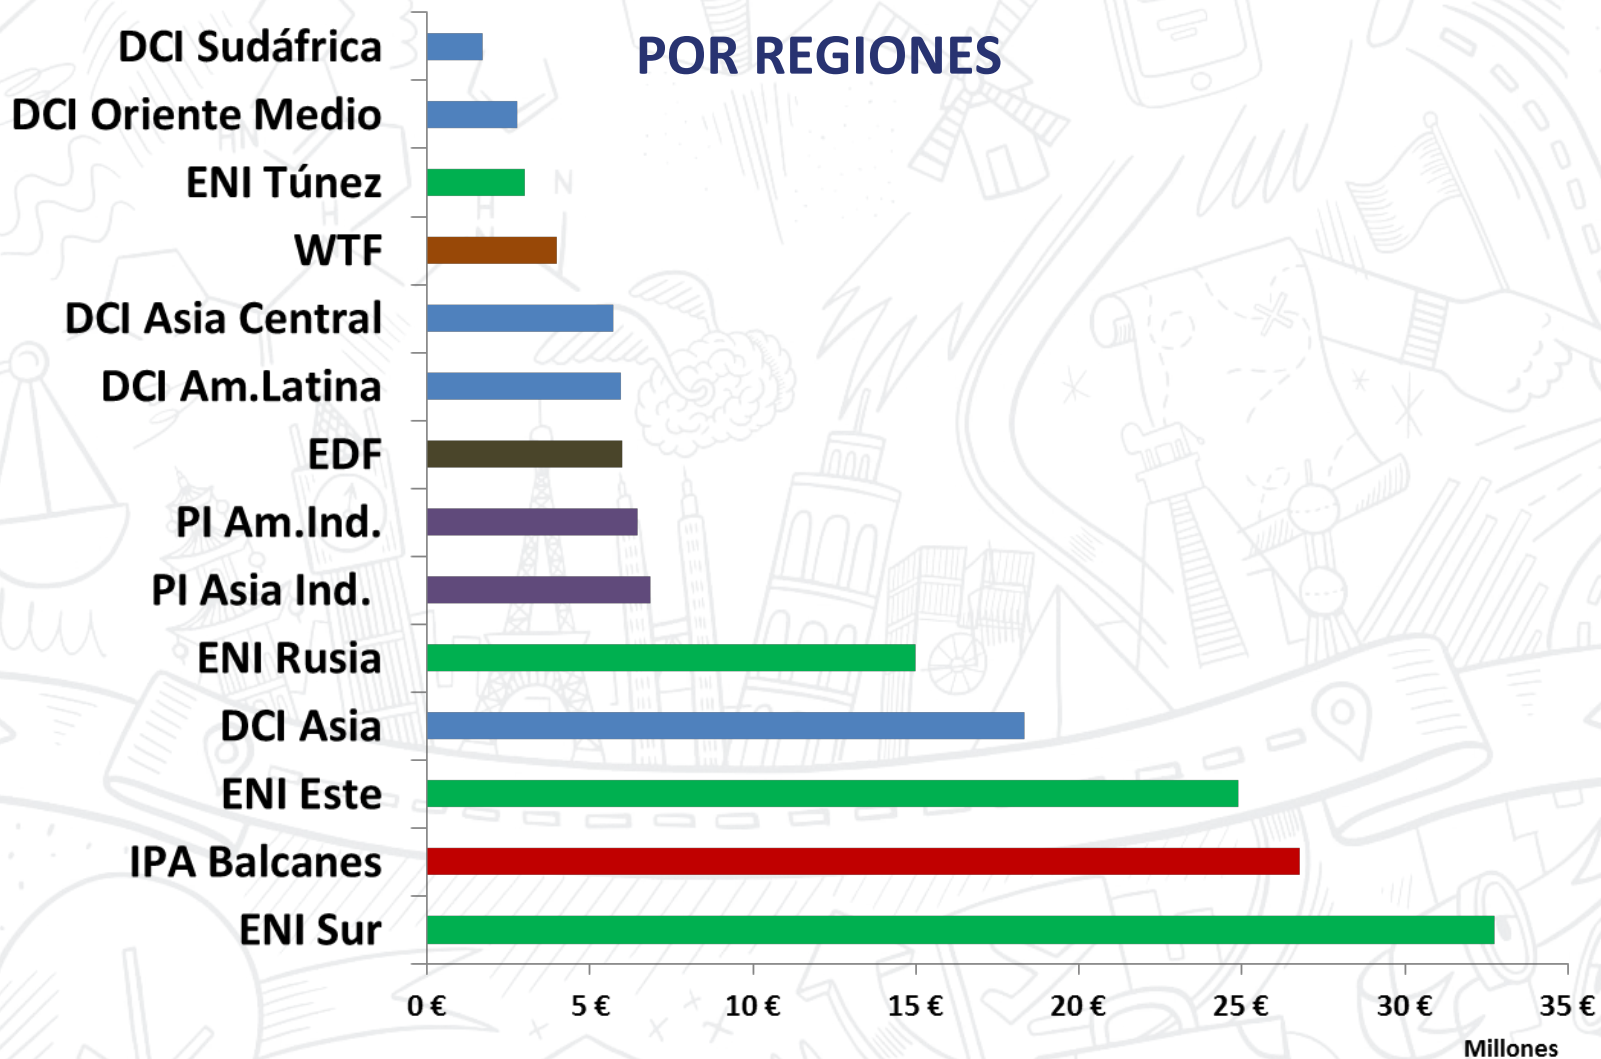 POR REGIONES
DCI Sudáfrica
DCI Oriente Medio
ENI Túnez
WTF
DCI Asia Central
DCI Am.Latina
EDF
PI Am.Ind.
PI Asia Ind.
ENI Rusia
DCI Asia
ENI Este
IPA Balcanes
ENI Sur
0 € 5 € 10 € 15 € 20 € 25 € 30 € 35 €
Millones